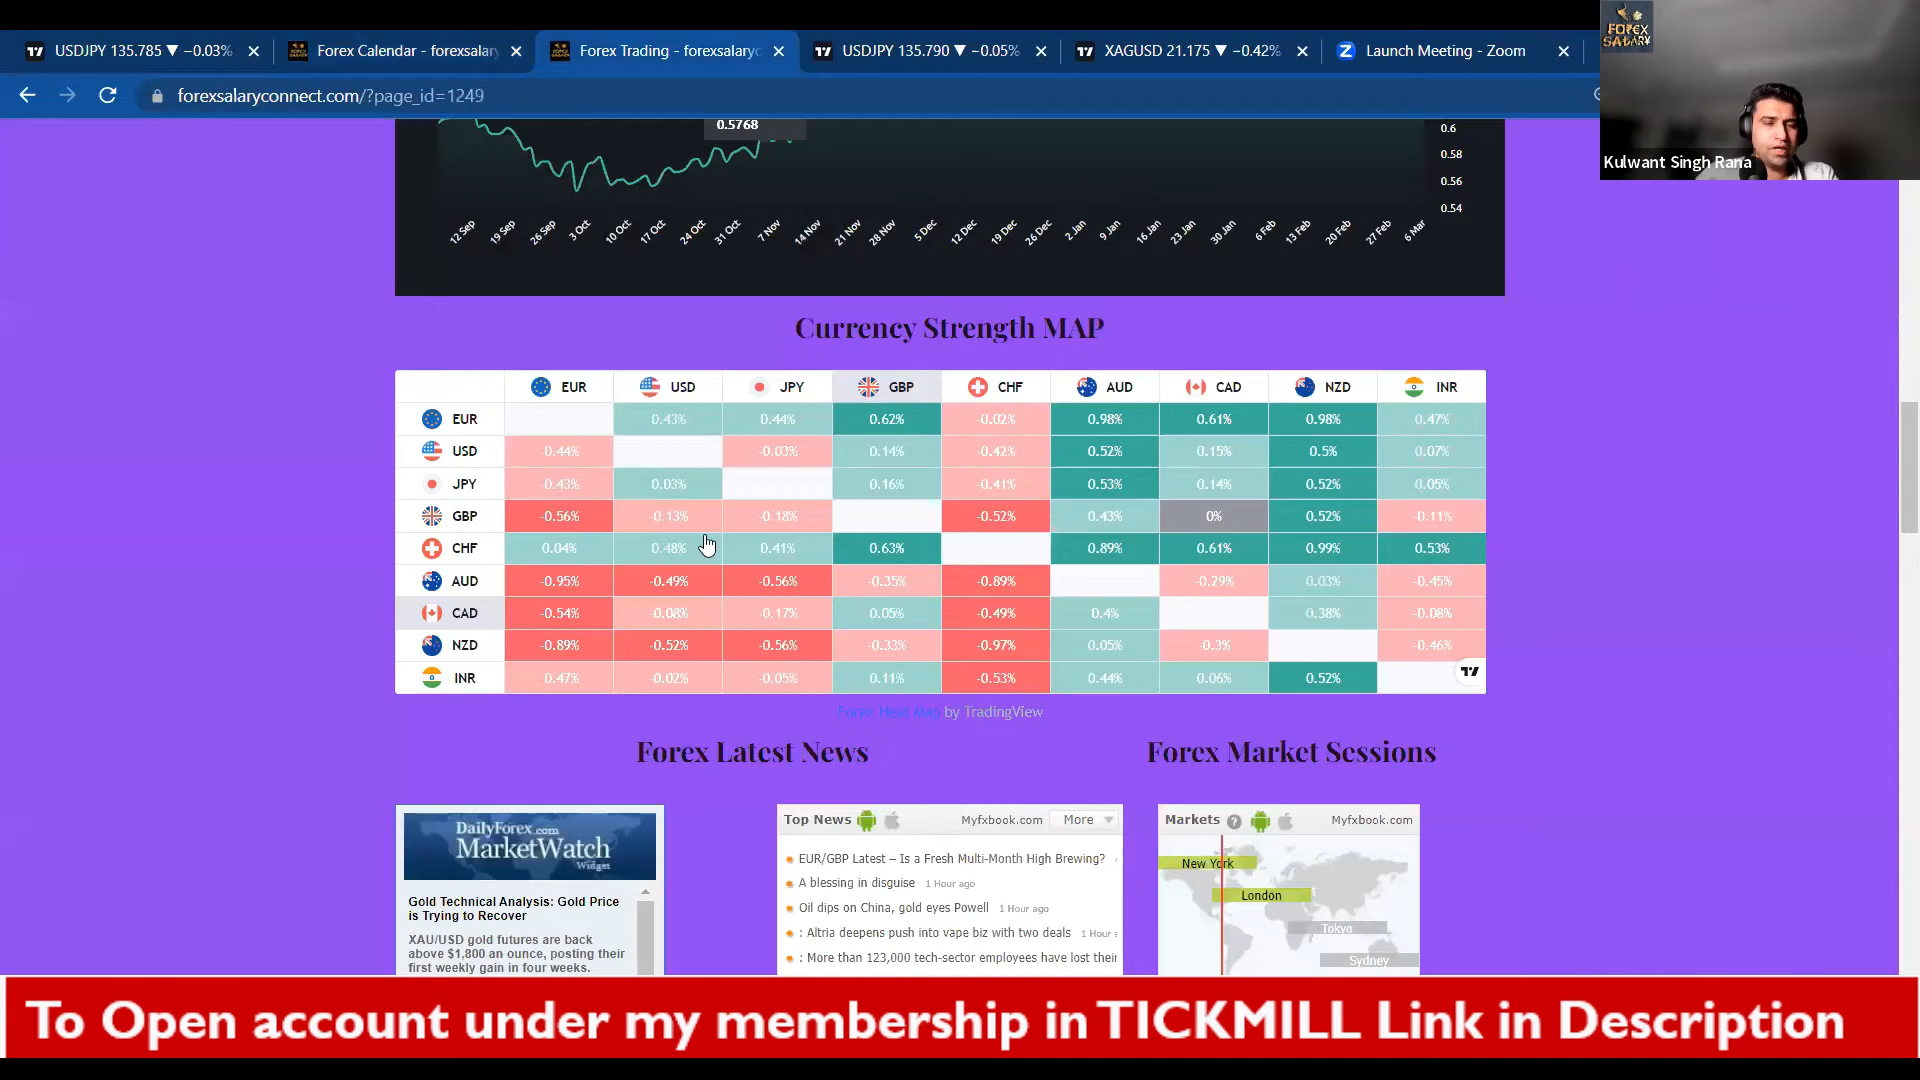 USDJPY 135.785 ▼ −0.03%
Forex Calendar - forexsalary
Forex Trading - forexsalaryc
USDJPY 135.790 ▼ −0.05%
XAGUSD 21.175 ▼ −0.42%
Launch Meeting - Zoom
forexsalaryconnect.com/?page_id=1249
FOREX
SALARY
Kulwant Singh Rana
0.5768
0.6
0.58
0.56
0.54
12 Sep 19 Sep 26 Sep 3 Oct 10 Oct 17 Oct 24 Oct 31 Oct 7 Nov 14 Nov 21 Nov 28 Nov 5 Dec 12 Dec 19 Dec 26 Dec 2 Jan 9 Jan 16 Jan 23 Jan 30 Jan 6 Feb 13 Feb 20 Feb 27 Feb 6 Mar
Currency Strength MAP
EUR USD JPY GBP CHF AUD CAD NZD INR
EUR 0.43% 0.44% 0.62% -0.02% 0.98% 0.61% 0.98% 0.47%
USD -0.44% -0.03% 0.14% -0.42% 0.52% 0.15% 0.5% 0.07%
JPY -0.43% 0.03% 0.16% -0.41% 0.53% 0.14% 0.52% 0.05%
GBP -0.56% -0.13% -0.18% -0.52% 0.43% 0% 0.52% -0.11%
CHF 0.04% 0.48% 0.41% 0.63% 0.89% 0.61% 0.99% 0.53%
AUD -0.95% -0.49% -0.56% -0.35% -0.89% -0.29% 0.03% -0.45%
CAD -0.54% -0.08% -0.17% 0.05% -0.49% 0.4% 0.38% -0.08%
NZD -0.89% -0.52% -0.56% -0.33% -0.97% 0.05% -0.3% -0.46%
INR -0.47% -0.02% -0.05% 0.11% -0.53% 0.44% 0.06% 0.52%
Forex Heat Map by TradingView
Forex Latest News
Forex Market Sessions
DailyForex.com
MarketWatch
Widget
Gold Technical Analysis: Gold Price
is Trying to Recover
XAU/USD gold futures are back
above $1,800 an ounce, posting their
first weekly gain in four weeks.
Top News Myfxbook.com More
EUR/GBP Latest – Is a Fresh Multi-Month High Brewing?
A blessing in disguise 1 Hour ago
Oil dips on China, gold eyes Powell 1 Hour ago
: Altria deepens push into vape biz with two deals 1 Hour
: More than 123,000 tech-sector employees have lost their
Markets Myfxbook.com
New York
London
Tokyo
Sydney
To Open account under my membership in TICKMILL Link in Description